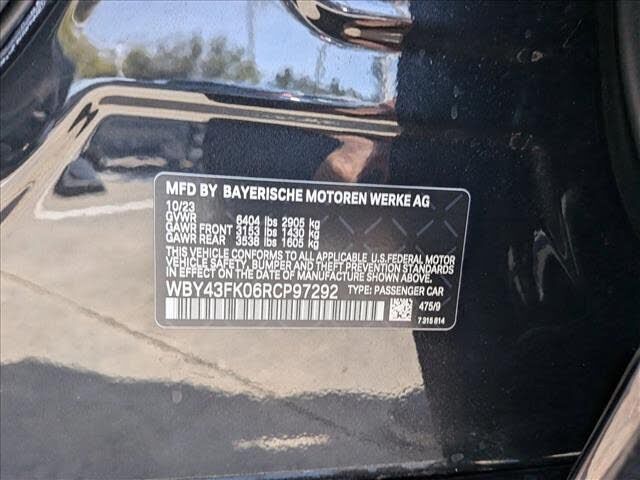 MFD BY BAYERISCHE MOTOREN WERKE AG
10/23
GVWR 6404 lbs 2905 kg
GAWR FRONT 3153 lbs 1430 kg
GAWR REAR 3538 lbs 1605 kg
THIS VEHICLE CONFORMS TO ALL APPLICABLE U.S.FEDERAL MOTOR
VEHICLE SAFETY, BUMPER, AND THEFT PREVENTION STANDARDS
IN EFFECT ON THE DATE OF MANUFACTURE SHOWN ABOVE.
WBY43FK06RCP97292 TYPE: PASSENGER CAR
475/9
7 318 814